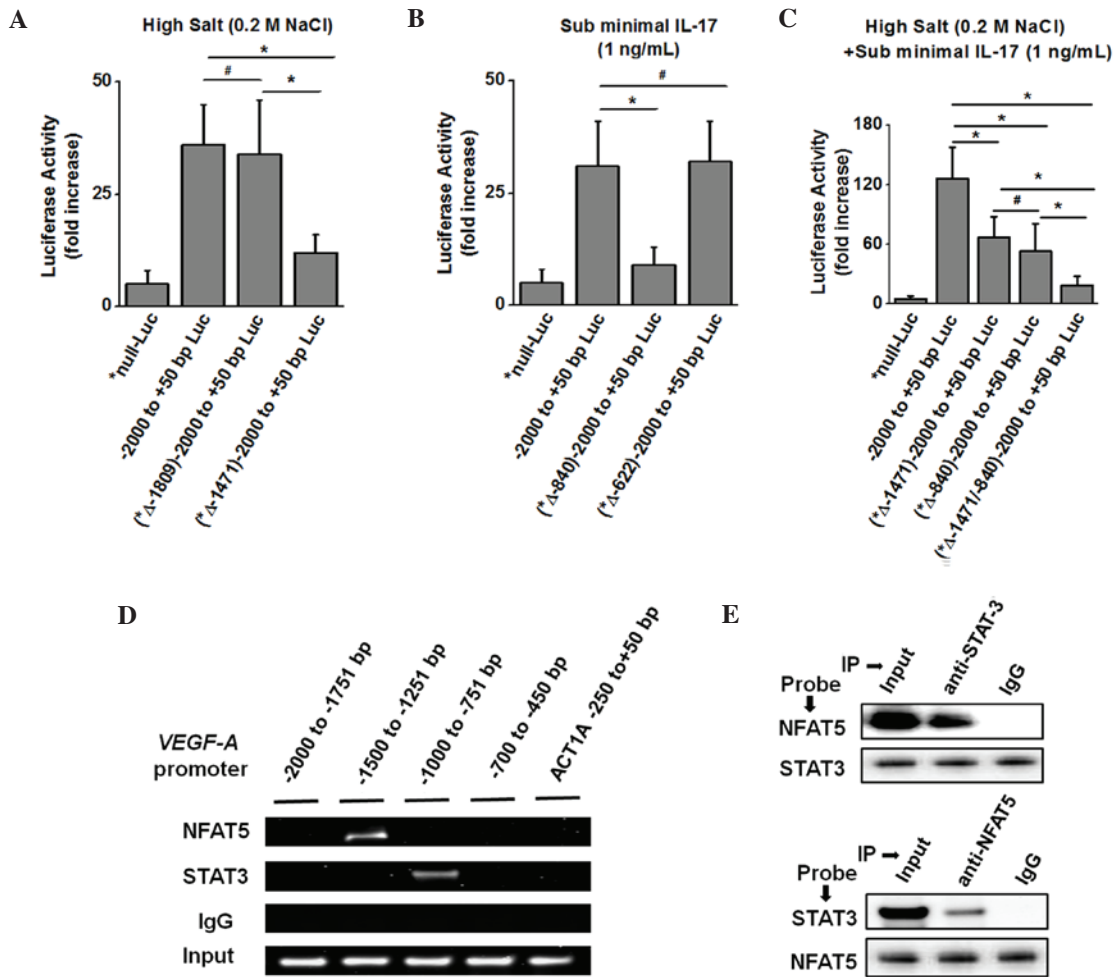 A
High Salt (0.2 M NaCl)
*
#
*
50
25
0
Luciferase Activity
(fold increase)
*null-Luc
-2000 to +50 bp Luc
(*Δ-1809)-2000 to +50 bp Luc
(*Δ-1471)-2000 to +50 bp Luc
B
Sub minimal IL-17
(1 ng/mL)
#
*
50
25
0
Luciferase Activity
(fold increase)
*null-Luc
-2000 to +50 bp Luc
(*Δ-840)-2000 to +50 bp Luc
(*Δ-622)-2000 to +50 bp Luc
C
High Salt (0.2 M NaCl)
+Sub minimal IL-17 (1 ng/mL)
*
*
*
*
#
*
180
120
60
0
Luciferase Activity
(fold increase)
*null-Luc
-2000 to +50 bp Luc
(*Δ-1471)-2000 to +50 bp Luc
(*Δ-840)-2000 to +50 bp Luc
(*Δ-1471/-840)-2000 to +50 bp Luc
D
VEGF-A
promoter
-2000 to -1751 bp
-1500 to -1251 bp
-1000 to -751 bp
-700 to -450 bp
ACT1A -250 to+50 bp
NFAT5
STAT3
IgG
Input
E
IP →
Input
anti-STAT-3
IgG
Probe
NFAT5
STAT3
IP →
Input
anti-NFAT5
IgG
Probe
STAT3
NFAT5